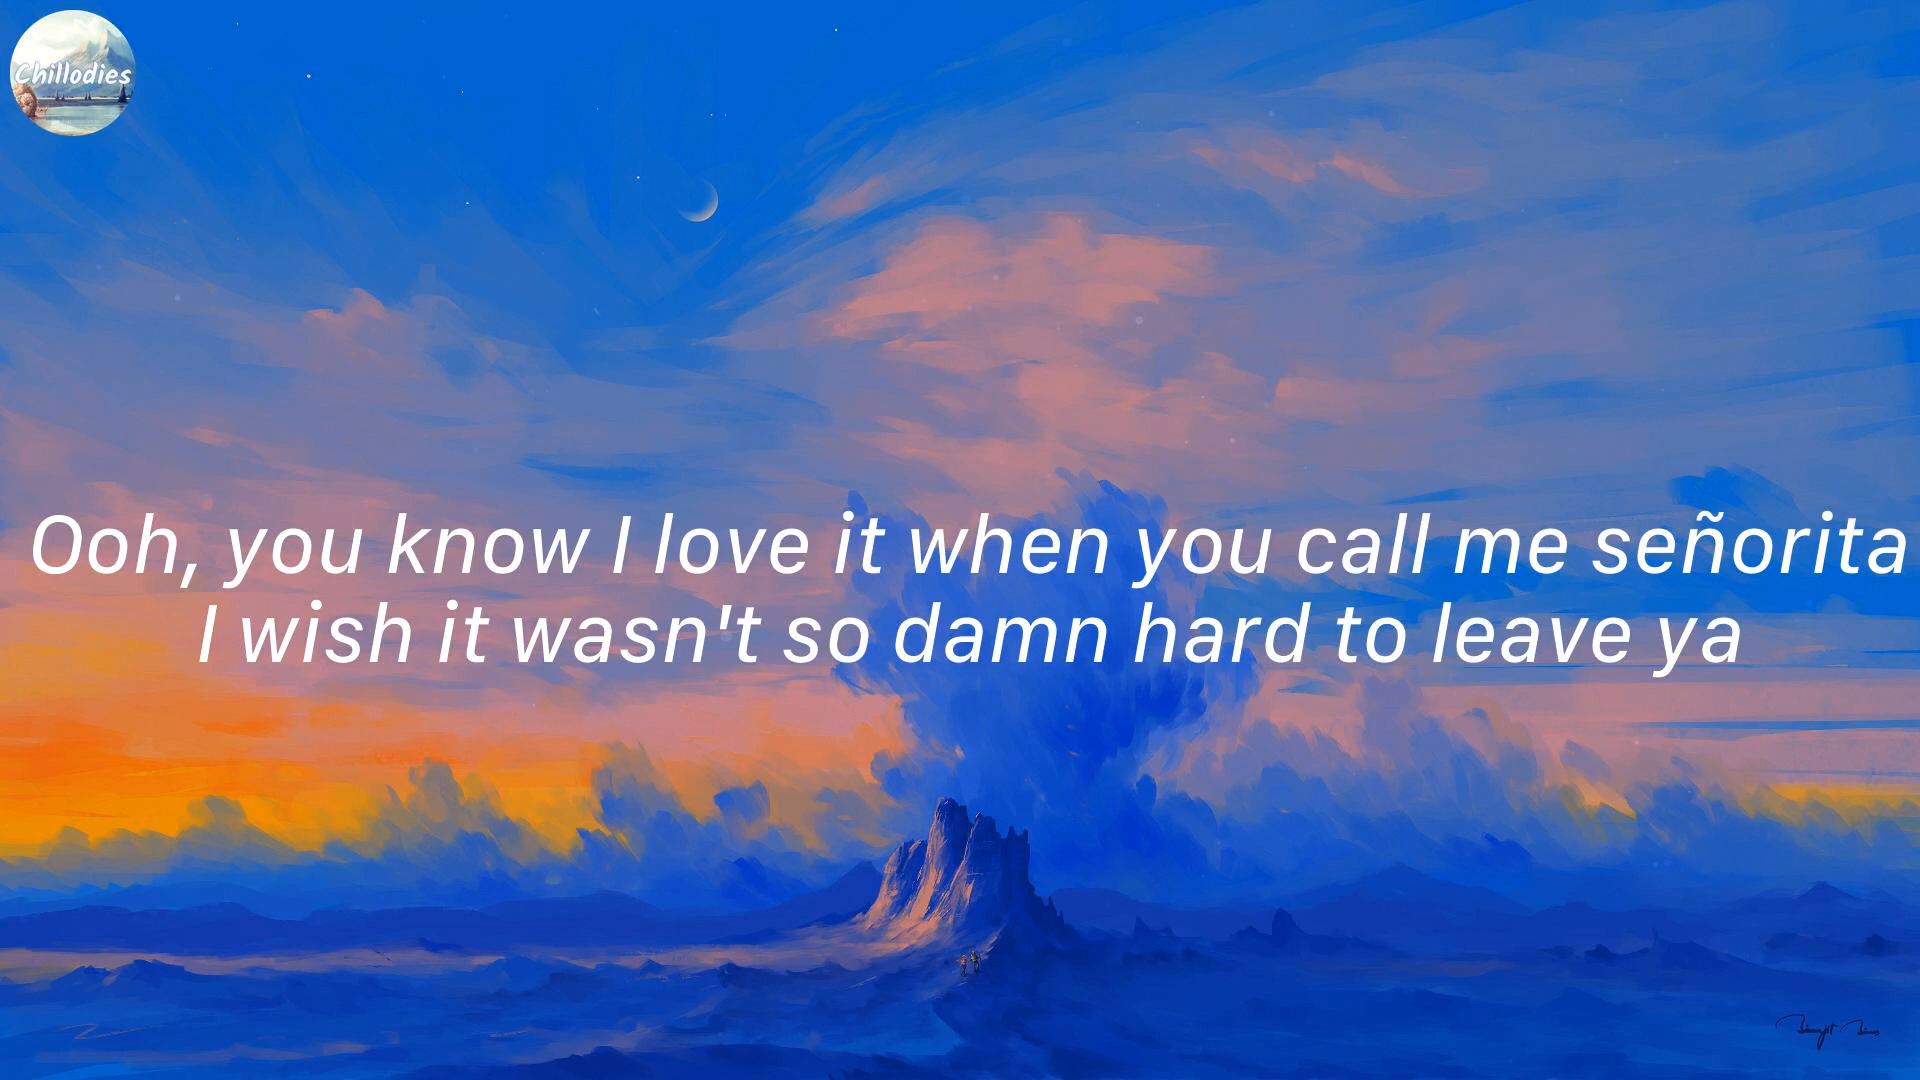 Chillodies
Ooh, you know I love it when you call me señorita
I wish it wasn't so damn hard to leave ya